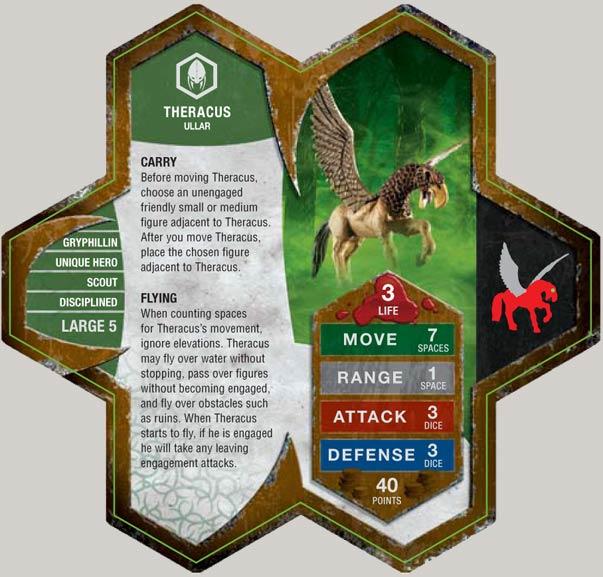 THERACUS
ULLAR
GRYPHILLIN
UNIQUE HERO
SCOUT
DISCIPLINED
LARGE 5
CARRY
Before moving Theracus,
choose an unengaged
friendly small or medium
figure adjacent to Theracus.
After you move Theracus,
place the chosen figure
adjacent to Theracus.
FLYING
When counting spaces
for Theracus's movement,
ignore elevations. Theracus
may fly over water without
stopping, pass over figures
without becoming engaged,
and fly over obstacles such
as ruins. When Theracus
starts to fly, if he is engaged
he will take any leaving
engagement attacks.
3
LIFE
MOVE 7
SPACES
RANGE 1
SPACE
ATTACK 3
DICE
DEFENSE 3
DICE
40
POINTS